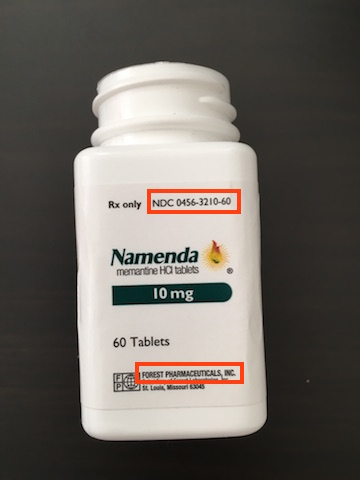 Rx only NDC 0456-3210-60
Namenda
memantine HCl tablets ®
10 mg
60 Tablets
FP FOREST PHARMACEUTICALS, INC.
St. Louis, Missouri 63045